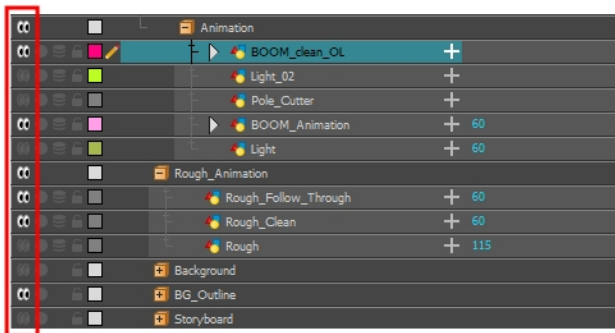 Animation
BOOM_clean_OL
Light_02
Pole_Cutter
BOOM_Animation 60
Light 60
Rough_Animation
Rough_Follow_Through 60
Rough_Clean 60
Rough 115
Background
BG_Outline
Storyboard